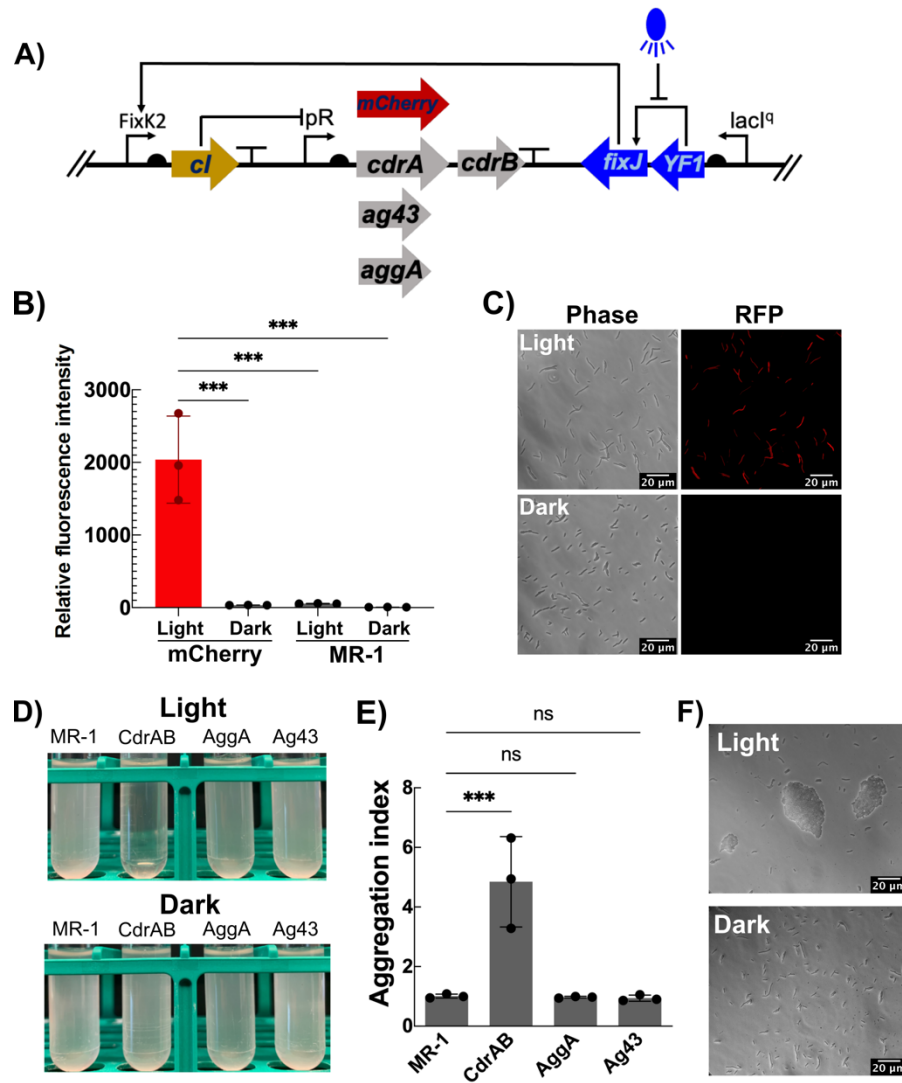 A)
FixK2
cI
lpR
mCherry
cdrA
cdrB
ag43
aggA
fixJ
YF1
lacI^q
B)
***
***
***
Relative fluorescence intensity
3000
2000
1000
0
Light
Dark
Light
Dark
mCherry
MR-1
C)
Phase
RFP
Light
20 µm
20 µm
Dark
20 µm
20 µm
D)
Light
MR-1 CdrAB AggA Ag43
Dark
MR-1 CdrAB AggA Ag43
E)
ns
ns
***
Aggregation index
8
6
4
2
0
MR-1
CdrAB
AggA
Ag43
F)
Light
20 µm
Dark
20 µm